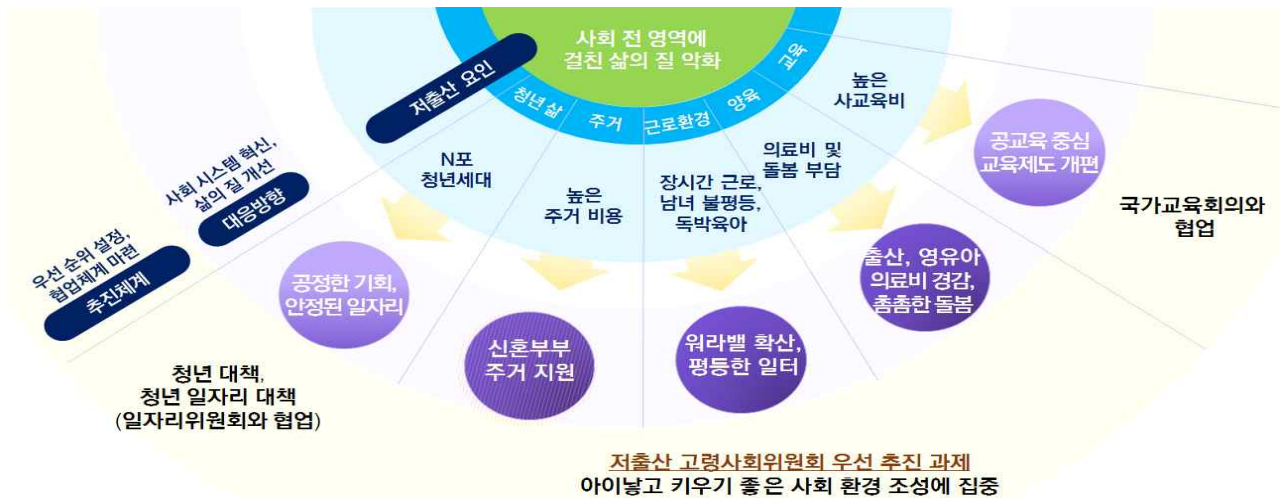 사회 전 영역에
걸친 삶의 질 악화
저출산 요인
청년 삶
주거
근로환경
양육
교육
N포
청년세대
높은
주거 비용
장시간 근로,
남녀 불평등,
독박육아
의료비 및
돌봄 부담
높은
사교육비
사회 시스템 혁신,
삶의 질 개선
대응방향
공정한 기회,
안정된 일자리
신혼부부
주거 지원
워라밸 확산,
평등한 일터
출산, 영유아
의료비 경감,
촘촘한 돌봄
공교육 중심
교육제도 개편
우선 순위 설정,
협업체계 마련
추진체계
청년 대책,
청년 일자리 대책
(일자리위원회와 협업)
저출산 고령사회위원회 우선 추진 과제
아이낳고 키우기 좋은 사회 환경 조성에 집중
국가교육회의와
협업